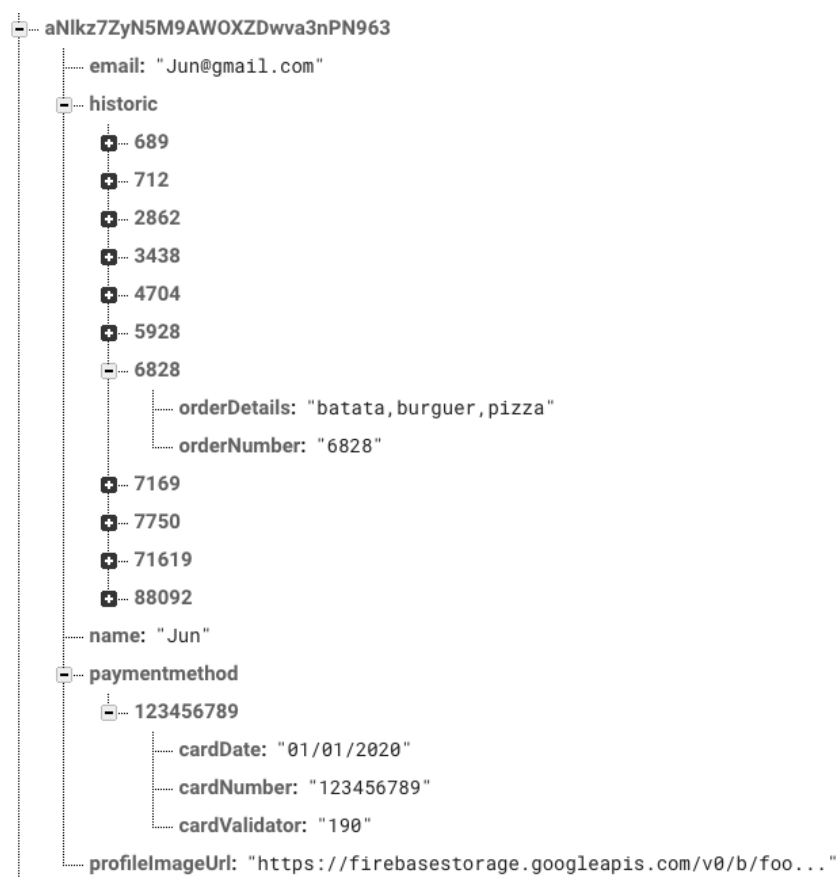 aNlkz7ZyN5M9AWOXZDwva3nPN963
email: "Jun@gmail.com"
historic
689
712
2862
3438
4704
5928
6828
orderDetails: "batata,burguer,pizza"
orderNumber: "6828"
7169
7750
71619
88092
name: "Jun"
paymentmethod
123456789
cardDate: "01/01/2020"
cardNumber: "123456789"
cardValidator: "190"
profileImageUrl: "https://firebasestorage.googleapis.com/v0/b/foo..."